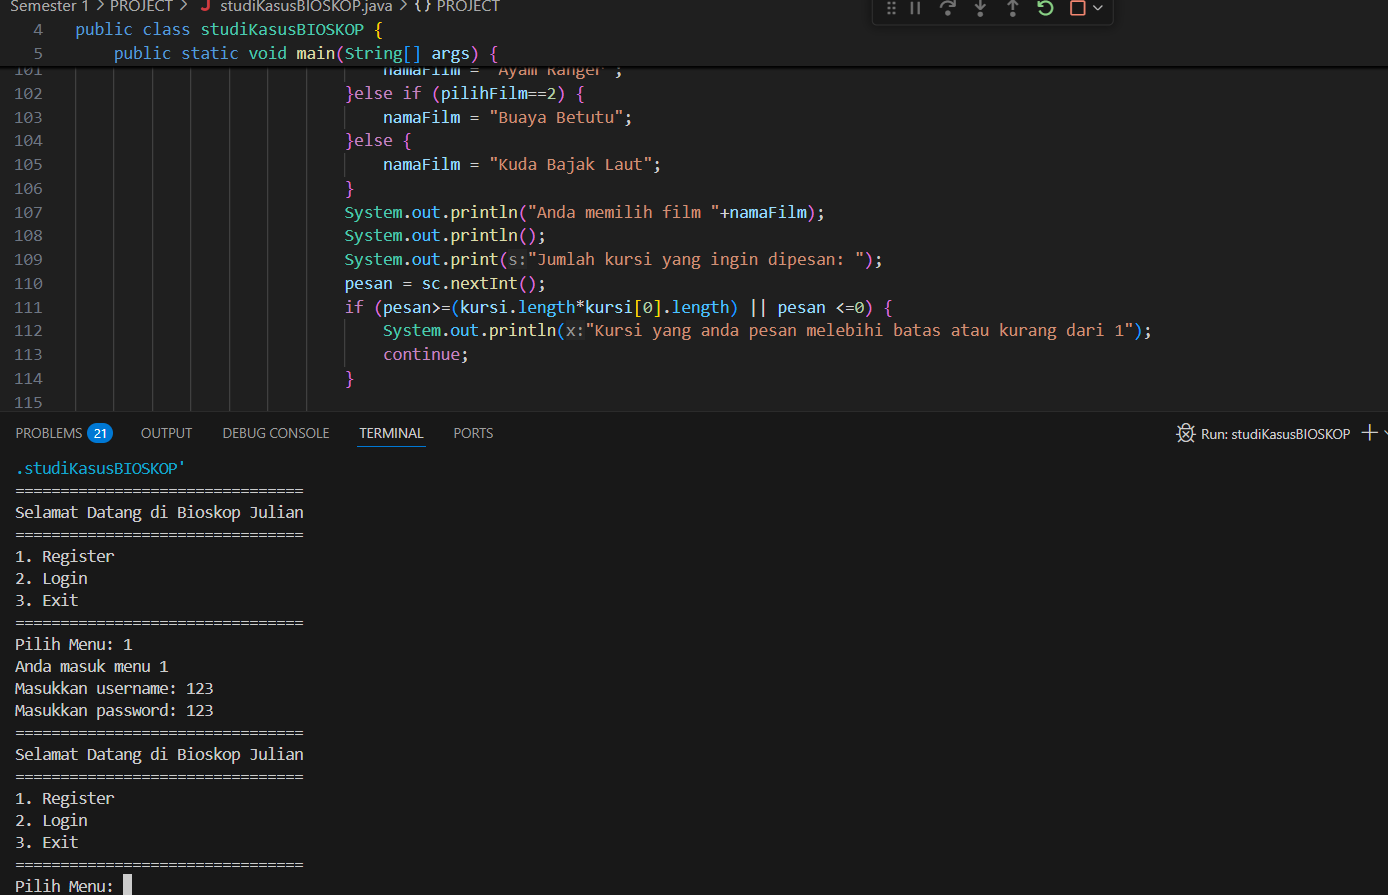 Semester 1 > PROJECT > J studiKasusBIOSKOP.java > {} PROJECT
4 public class studiKasusBIOSKOP {
5 public static void main(String[] args) {
101 namaFilm = "Ayam Ranger";
102 }else if (pilihFilm==2) {
103 namaFilm = "Buaya Betutu";
104 }else {
105 namaFilm = "Kuda Bajak Laut";
106 }
107 System.out.println("Anda memilih film "+namaFilm);
108 System.out.println();
109 System.out.print(s:"Jumlah kursi yang ingin dipesan: ");
110 pesan = sc.nextInt();
111 if (pesan>=(kursi.length*kursi[0].length) || pesan <=0) {
112 System.out.println(x:"Kursi yang anda pesan melebihi batas atau kurang dari 1");
113 continue;
114 }
115
PROBLEMS 21 OUTPUT DEBUG CONSOLE TERMINAL PORTS Run: studiKasusBIOSKOP
.studiKasusBIOSKOP'
================================
Selamat Datang di Bioskop Julian
================================
1. Register
2. Login
3. Exit
================================
Pilih Menu: 1
Anda masuk menu 1
Masukkan username: 123
Masukkan password: 123
================================
Selamat Datang di Bioskop Julian
================================
1. Register
2. Login
3. Exit
================================
Pilih Menu: